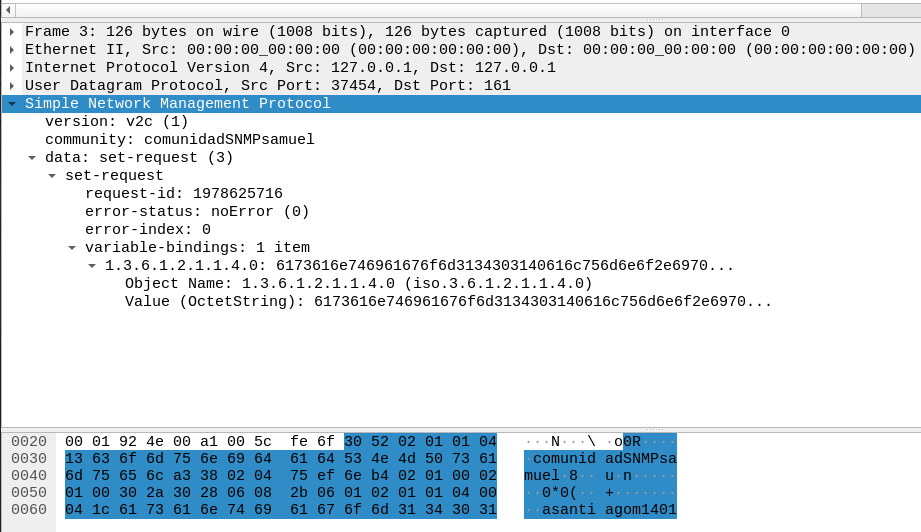 Frame 3: 126 bytes on wire (1008 bits), 126 bytes captured (1008 bits) on interface 0
Ethernet II, Src: 00:00:00_00:00:00 (00:00:00:00:00:00), Dst: 00:00:00_00:00:00 (00:00:00:00:00:00)
Internet Protocol Version 4, Src: 127.0.0.1, Dst: 127.0.0.1
User Datagram Protocol, Src Port: 37454, Dst Port: 161
Simple Network Management Protocol
version: v2c (1)
community: comunidadSNMPsamuel
data: set-request (3)
set-request
request-id: 1978625716
error-status: noError (0)
error-index: 0
variable-bindings: 1 item
1.3.6.1.2.1.1.4.0: 6173616e746961676f6d3134303140616c756d6e6f2e6970...
Object Name: 1.3.6.1.2.1.1.4.0 (iso.3.6.1.2.1.1.4.0)
Value (OctetString): 6173616e746961676f6d3134303140616c756d6e6f2e6970...
0020 00 01 92 4e 00 a1 00 5c fe 6f 30 52 02 01 01 04 ···N···\ ·o0R····
0030 13 63 6f 6d 75 6e 69 64 61 64 53 4e 4d 50 73 61 ·comunid adSNMPsa
0040 6d 75 65 6c a3 38 02 04 75 ef 6e b4 02 01 00 02 muel·8·· u·n·····
0050 01 00 30 2a 30 28 06 08 2b 06 01 02 01 01 04 00 ··0*0(·· +·······
0060 04 1c 61 73 61 6e 74 69 61 67 6f 6d 31 34 30 31 ··asanti agom1401